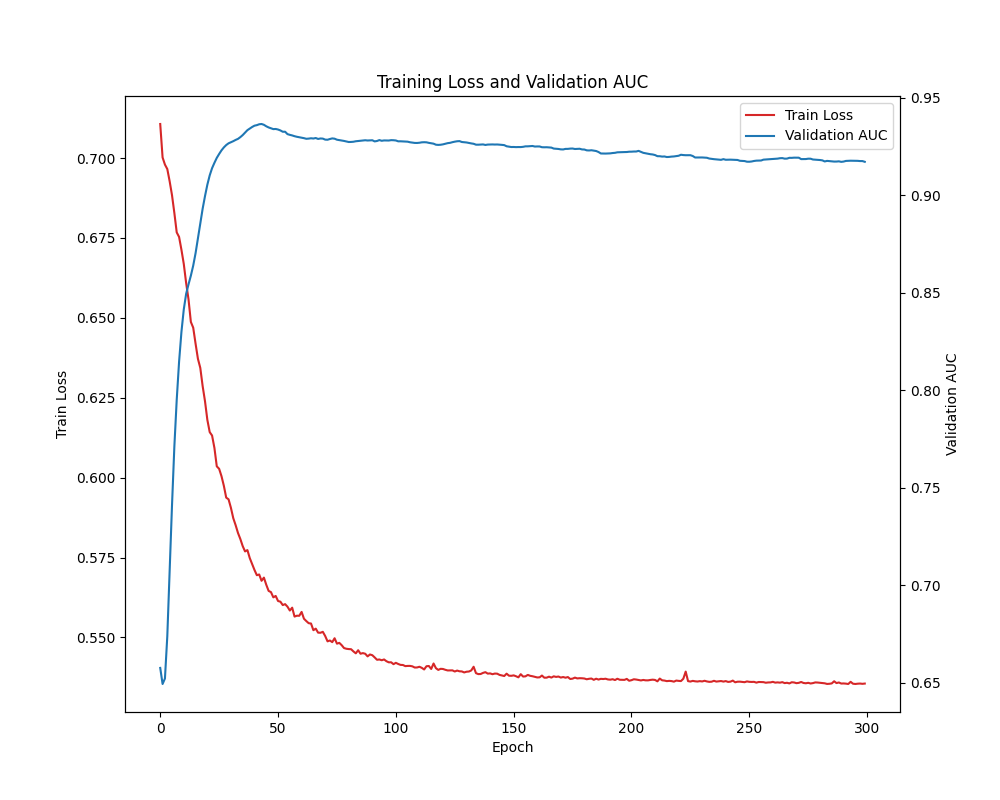 Training Loss and Validation AUC
Train Loss
Validation AUC
0.700
0.675
0.650
0.625
0.600
0.575
0.550
Train Loss
0.95
0.90
0.85
0.80
0.75
0.70
0.65
Validation AUC
0 50 100 150 200 250 300
Epoch